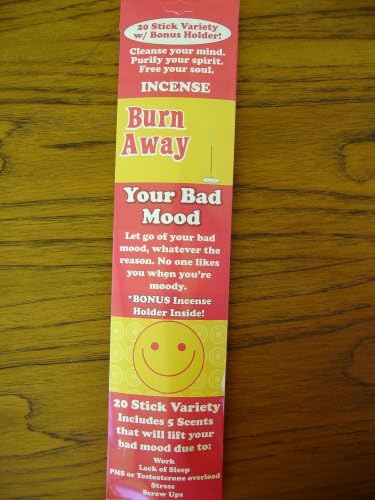 20 Stick Variety
w/ Bonus Holder!
Cleanse your mind.
Purify your spirit.
Free your soul.
INCENSE
Burn
Away
Your Bad
Mood
Let go of your bad
mood, whatever the
reason. No one likes
you when you're
moody.
*BONUS Incense
Holder Inside!
20 Stick Variety
Includes 5 Scents
that will lift your
bad mood due to:
Work
Lack of Sleep
PMS or Testosterone overload
Stress
Screw Ups